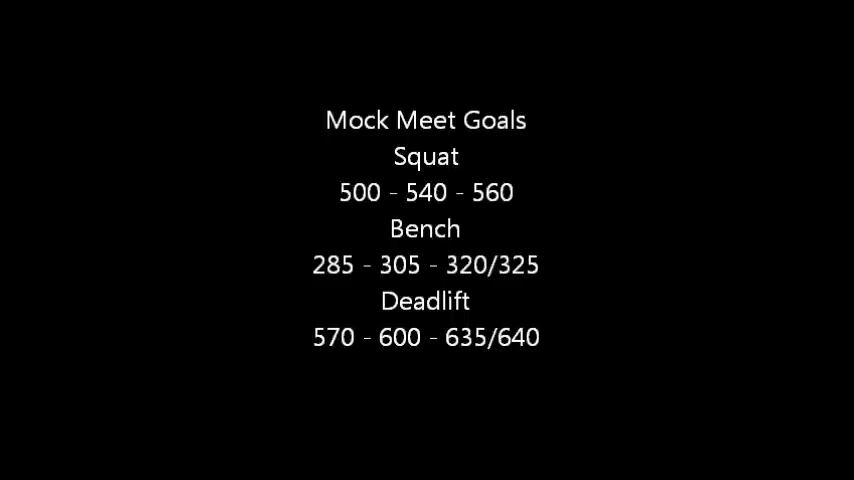 Mock Meet Goals
Squat
500 - 540 - 560
Bench
285 - 305 - 320/325
Deadlift
570 - 600 - 635/640